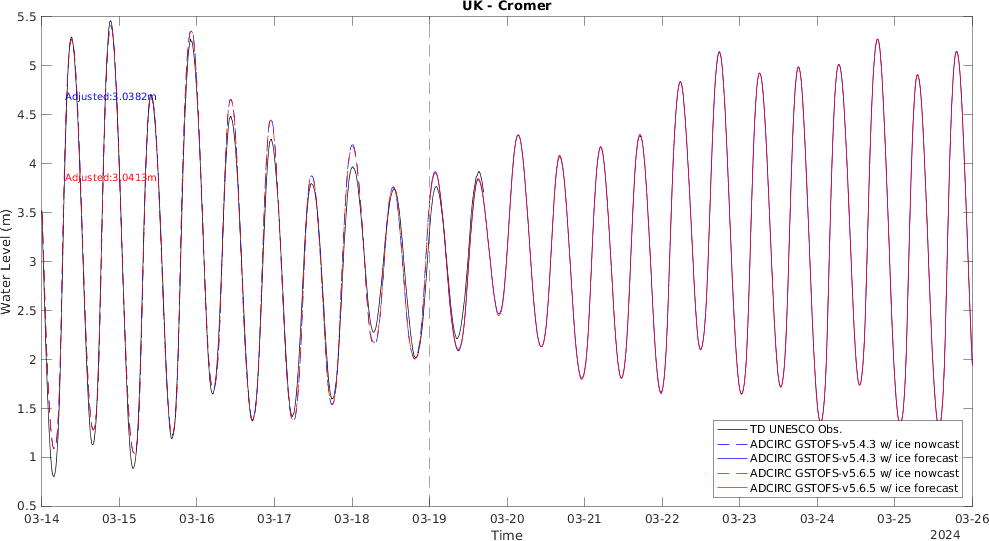 UK - Cromer
5.5
5
4.5
4
3.5
3
2.5
2
1.5
1
0.5
Water Level (m)
Adjusted:3.0382m
Adjusted:3.0413m
TD UNESCO Obs.
ADCIRC GSTOFS-v5.4.3 w/ ice nowcast
ADCIRC GSTOFS-v5.4.3 w/ ice forecast
ADCIRC GSTOFS-v5.6.5 w/ ice nowcast
ADCIRC GSTOFS-v5.6.5 w/ ice forecast
03-14 03-15 03-16 03-17 03-18 03-19 03-20 03-21 03-22 03-23 03-24 03-25 03-26
Time
2024